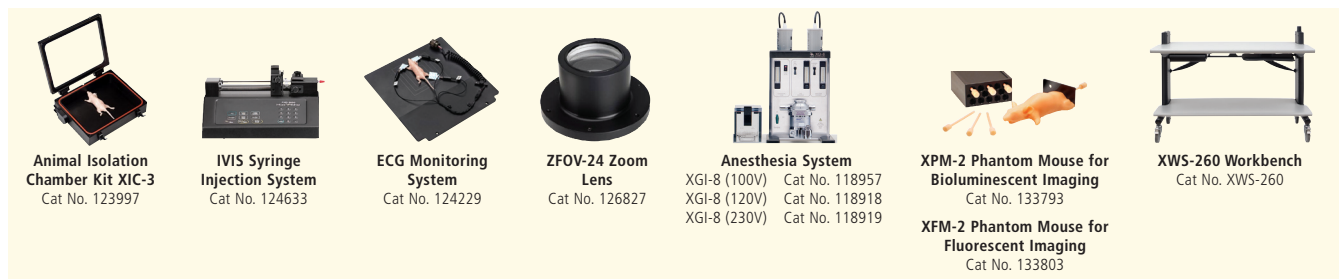 Animal Isolation
Chamber Kit XIC-3
Cat No. 123997
IVIS Syringe
Injection System
Cat No. 124633
ECG Monitoring
System
Cat No. 124229
ZFOV-24 Zoom
Lens
Cat No. 126827
Anesthesia System
XGI-8 (100V) Cat No. 118957
XGI-8 (120V) Cat No. 118918
XGI-8 (230V) Cat No. 118919
XPM-2 Phantom Mouse for
Bioluminescent Imaging
Cat No. 133793
XFM-2 Phantom Mouse for
Fluorescent Imaging
Cat No. 133803
XWS-260 Workbench
Cat No. XWS-260